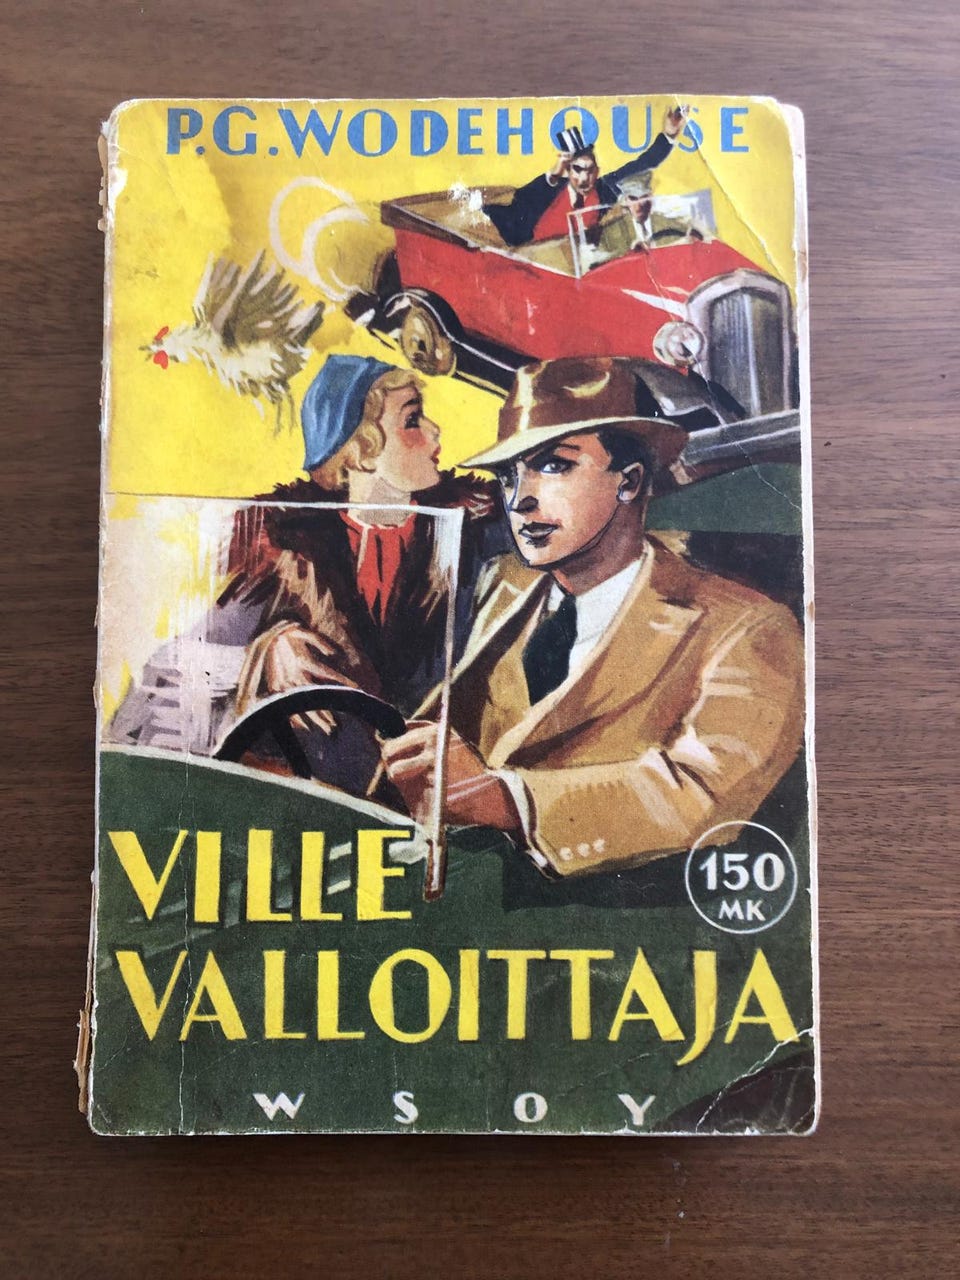 P.G.WODEHOUSE
VILLE
150
MK
VALLOITTAJA
WSOY